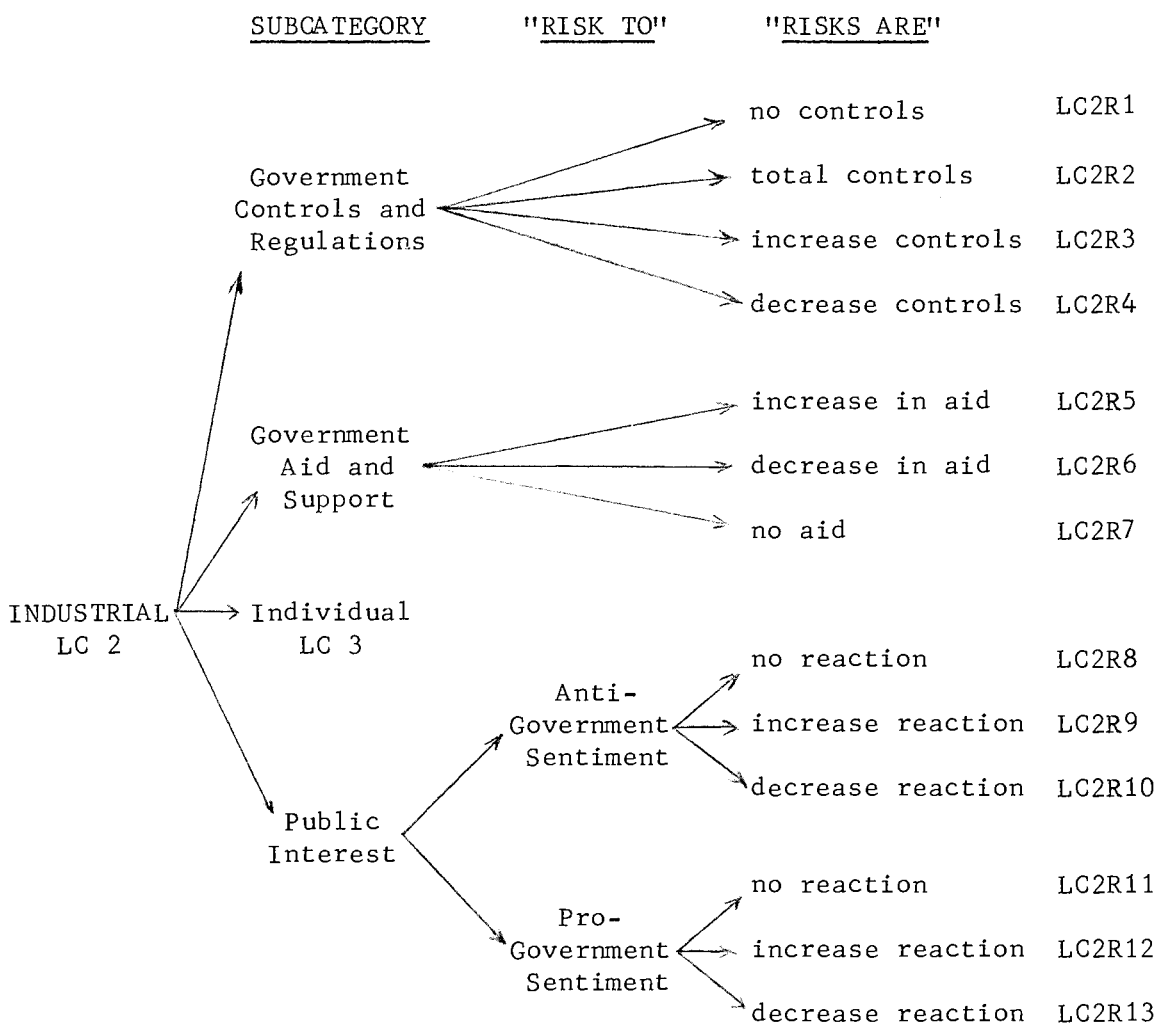 SUBCATEGORY "RISK TO" "RISKS ARE"
no controls LC2R1
Government
Controls and
Regulations
total controls LC2R2
increase controls LC2R3
decrease controls LC2R4
Government
Aid and
Support
increase in aid LC2R5
decrease in aid LC2R6
no aid LC2R7
INDUSTRIAL
LC 2
Individual
LC 3
Public
Interest
Anti-
Government
Sentiment
no reaction LC2R8
increase reaction LC2R9
decrease reaction LC2R10
Pro-
Government
Sentiment
no reaction LC2R11
increase reaction LC2R12
decrease reaction LC2R13